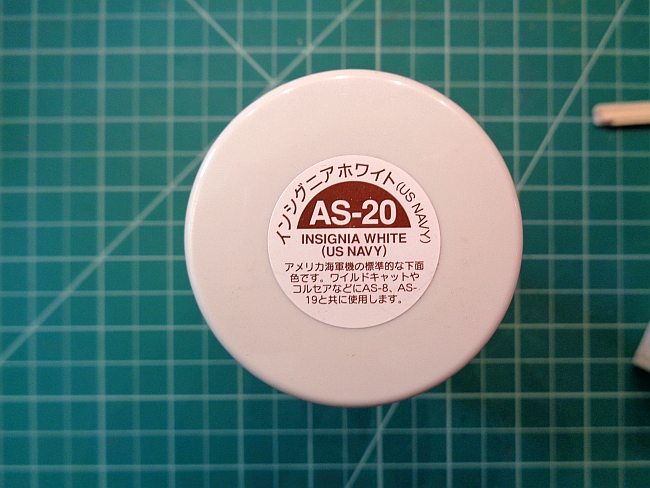 インシグニアホワイト(US NAVY)
AS-20
INSIGNIA WHITE
(US NAVY)
アメリカ海軍機の標準的な下面
色です。ワイルドキャットや
コルセアなどにAS-8、AS-
19と共に使用します。